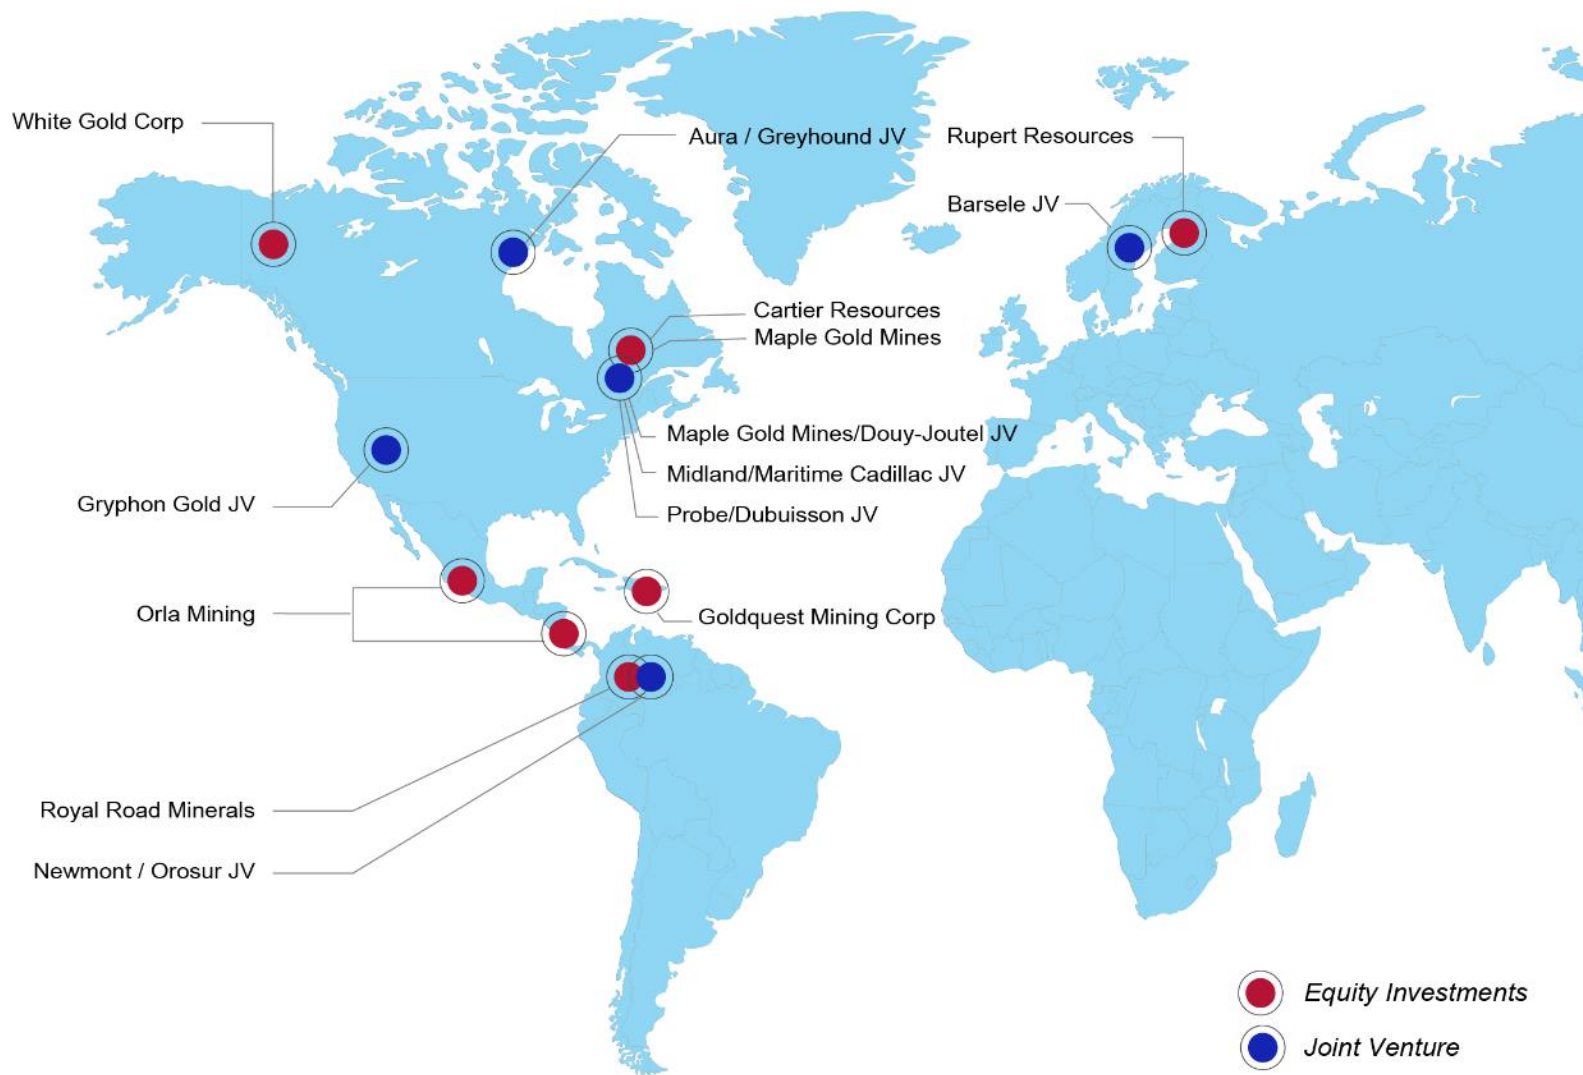 White Gold Corp
Aura / Greyhound JV
Rupert Resources
Barsele JV
Cartier Resources
Maple Gold Mines
Maple Gold Mines/Douy-Joutel JV
Midland/Maritime Cadillac JV
Gryphon Gold JV
Probe/Dubuisson JV
Orla Mining
Goldquest Mining Corp
Royal Road Minerals
Newmont / Orosur JV
Equity Investments
Joint Venture